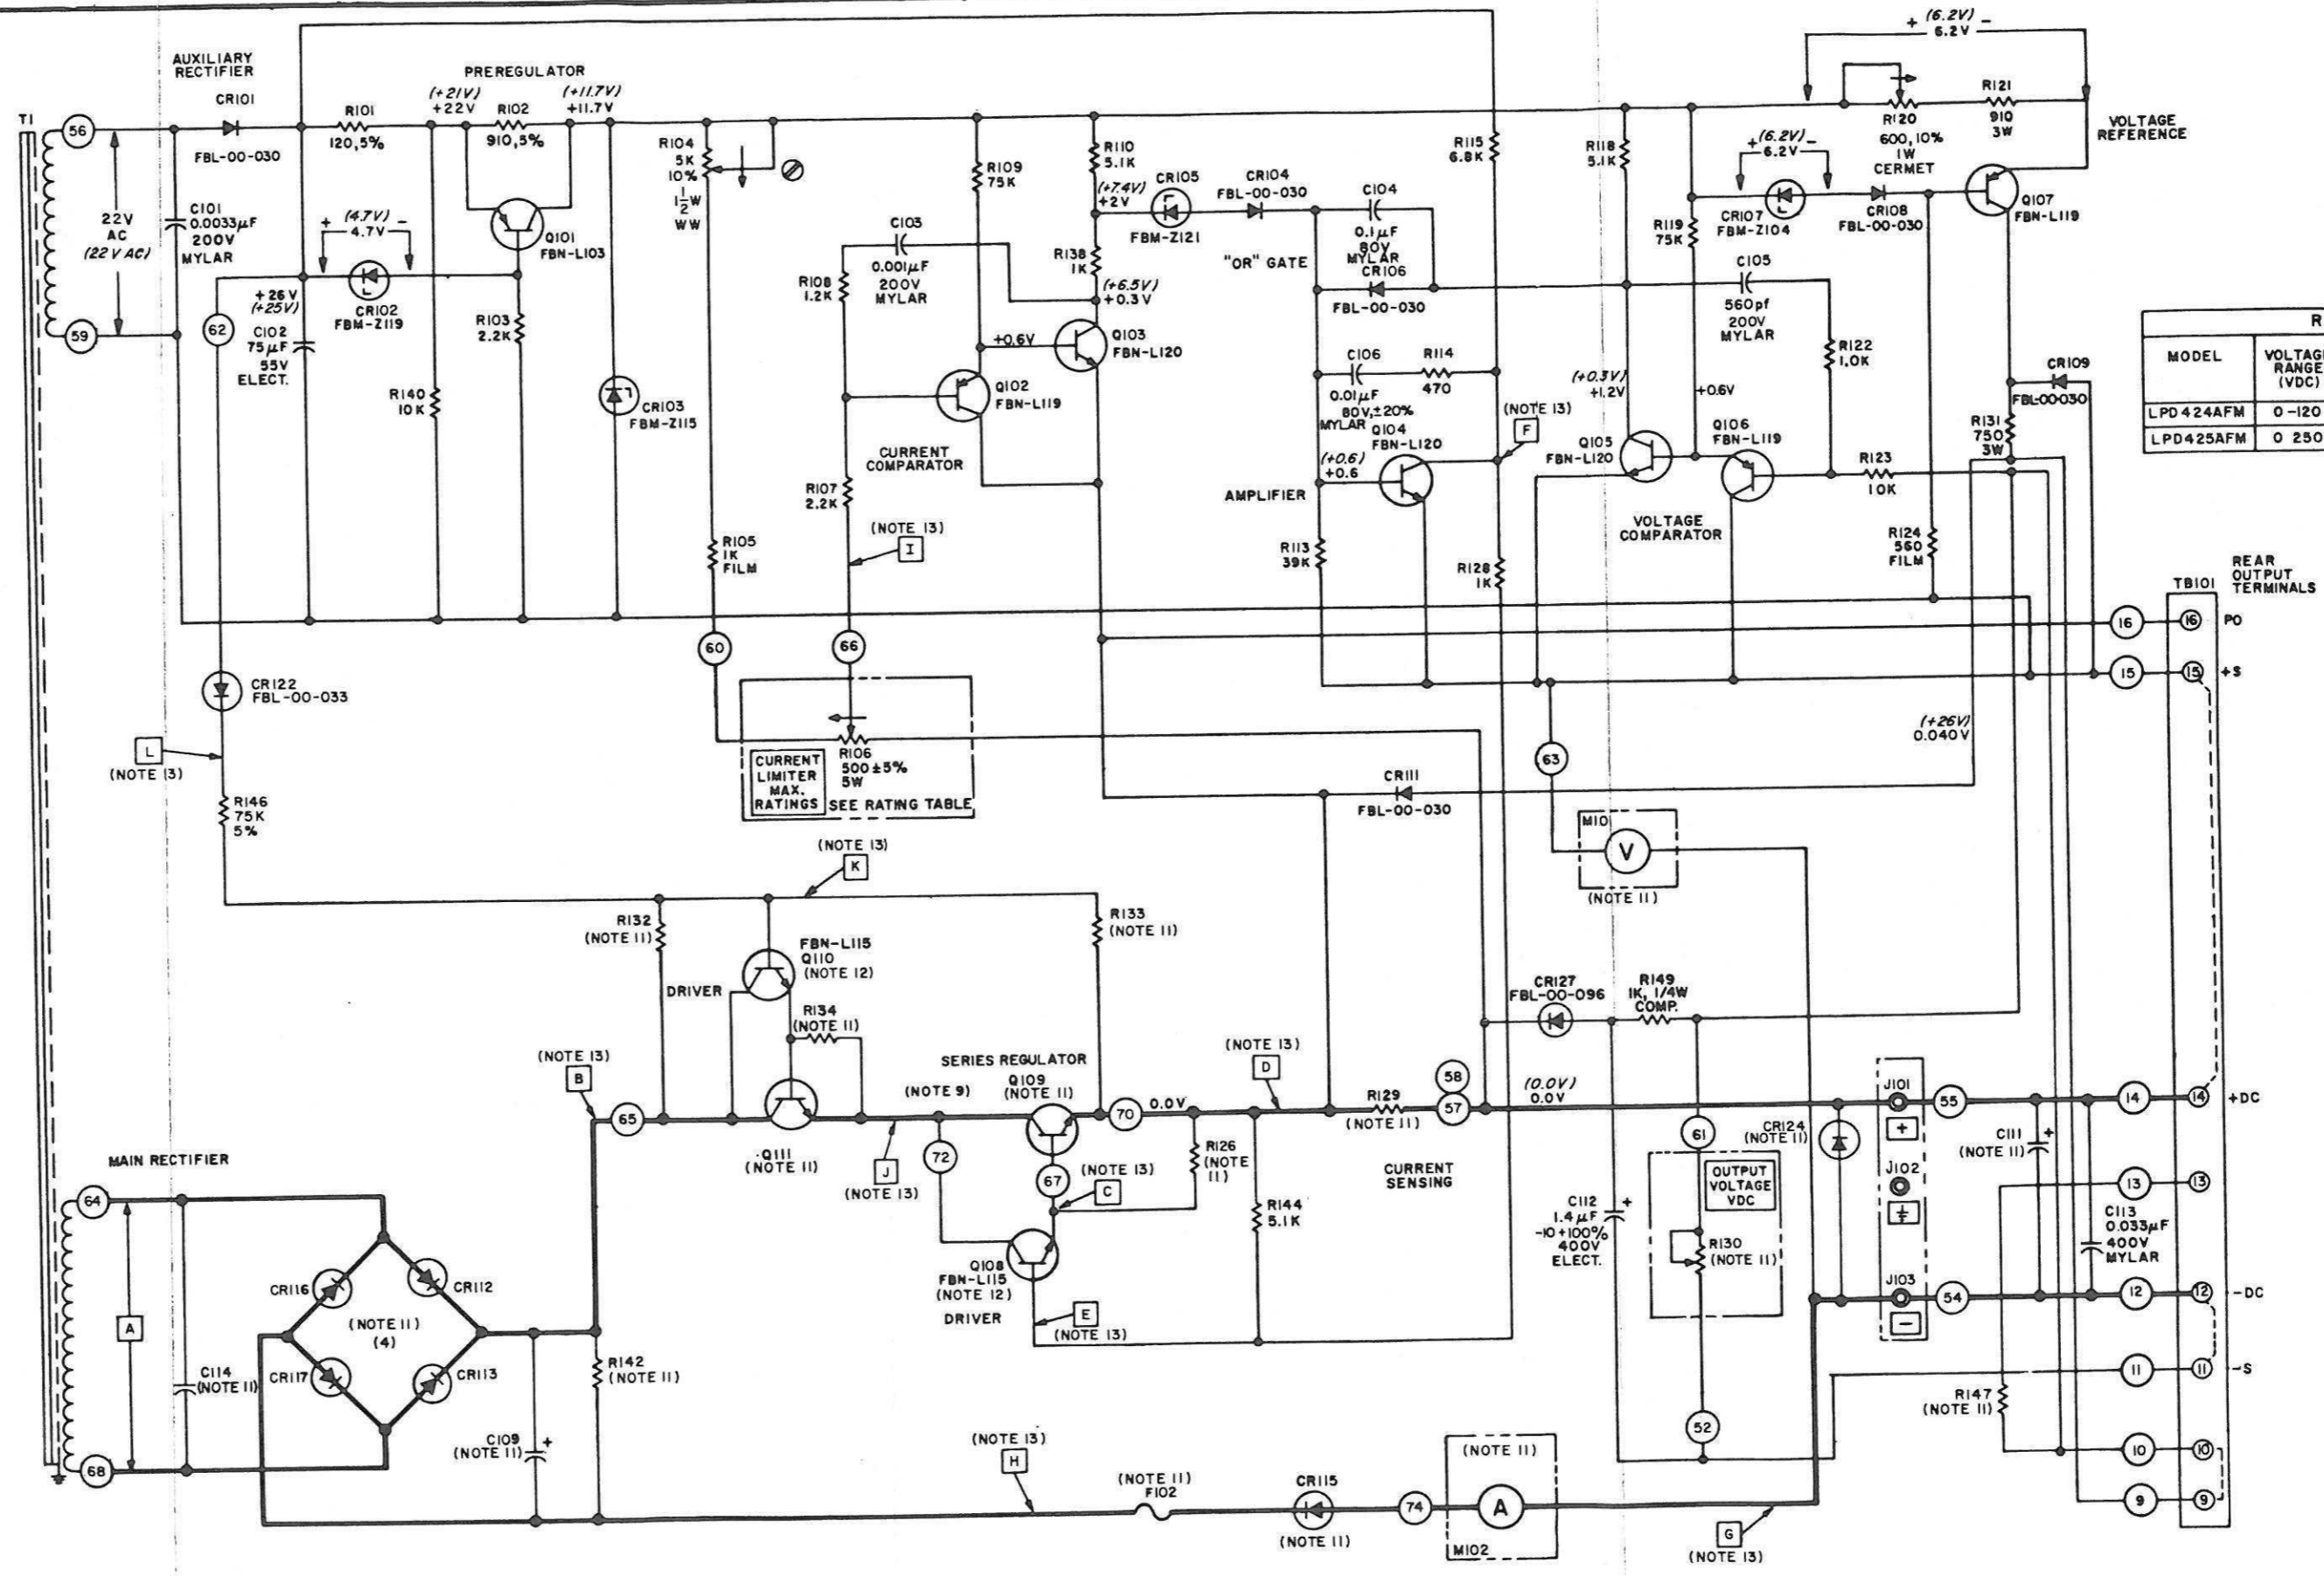 + (6.2V) -
6.2V
AUXILIARY
RECTIFIER
CR101
FBL-00-030
R101
120,5%
PREREGULATOR
(+21V)
+22V
R102
910,5%
(+11.7V)
+11.7V
Q101
FBN-L103
T1
56
22V
AC
(22 V AC)
59
C101
0.0033µF
200V
MYLAR
62
+ (4.7V) -
4.7V
CR102
FBM-Z119
+26V
(+25V)
C102
75µF
55V
ELECT.
R103
2.2K
R140
10K
CR103
FBM-Z115
R104
5K
10%
1½W
WW
R105
1K
FILM
R108
1.2K
C103
0.001µF
200V
MYLAR
R107
2.2K
(NOTE 13)
I
CURRENT
COMPARATOR
R109
75K
R110
5.1K
(+7.4V)
+2V
R138
1K
(+6.5V)
+0.3V
+0.6V
Q103
FBN-L120
Q102
FBN-L119
CR105
FBM-Z121
CR104
FBL-00-030
C104
0.1µF
80V
MYLAR
"OR" GATE
CR106
FBL-00-030
C106
0.01µF
80V,±20%
MYLAR
R114
470
Q104
FBN-L120
(+0.6)
+0.6
AMPLIFIER
R113
39K
R115
6.8K
(NOTE 13)
F
R128
1K
R118
5.1K
(+0.3V)
+1.2V
Q105
FBN-L120
R119
75K
+0.6V
Q106
FBN-L119
VOLTAGE
COMPARATOR
+(6.2V)-
6.2V
CR107
FBM-Z104
CR108
FBL-00-030
R120
600,10%
1W
CERMET
R121
910
3W
VOLTAGE
REFERENCE
Q107
FBN-L119
C105
560pf
200V
MYLAR
R122
1.0K
R123
10K
R124
560
FILM
CR109
FBL-00-030
R131
750
3W
R
MODEL
VOLTAGE
RANGE
(VDC)
LPD424AFM
0-120
LPD425AFM
0 250
REAR
OUTPUT
TERMINALS
TB101
16
16
PO
15
15
+S
60
66
CR122
FBL-00-033
L
(NOTE 13)
R146
75K
5%
CURRENT
LIMITER
MAX.
RATINGS
R106
500±5%
5W
SEE RATING TABLE
CR111
FBL-00-030
(+26V)
0.040V
63
M10
V
(NOTE 11)
(NOTE 13)
K
R132
(NOTE 11)
FBN-L115
Q110
(NOTE 12)
DRIVER
R134
(NOTE 11)
R133
(NOTE 11)
(NOTE 13)
B
65
Q111
(NOTE 11)
(NOTE 9)
J
(NOTE 13)
SERIES REGULATOR
Q109
(NOTE 11)
72
67
(NOTE 13)
C
70
0.0V
R126
(NOTE
11)
(NOTE 13)
D
R144
5.1K
Q108
FBN-L115
(NOTE 12)
DRIVER
E
(NOTE 13)
R129
(NOTE 11)
CURRENT
SENSING
58
57
(0.0V)
0.0V
CR127
FBL-00-096
R149
1K, 1/4W
COMP.
61
OUTPUT
VOLTAGE
VDC
R130
(NOTE 11)
52
C112
1.4µF
-10+100%
400V
ELECT.
CR124
(NOTE 11)
J101
+
J102
J103
-
55
54
C111
(NOTE 11)
C113
0.033µF
400V
MYLAR
14
14
+DC
13
13
12
12
-DC
11
11
-S
R147
(NOTE 11)
10
10
9
9
MAIN RECTIFIER
64
A
68
C114
(NOTE 11)
CR116
CR112
(NOTE 11)
(4)
CR117
CR113
C109
(NOTE 11)
R142
(NOTE 11)
(NOTE 13)
H
(NOTE 11)
F102
CR115
(NOTE 11)
74
(NOTE 11)
A
M102
G
(NOTE 13)